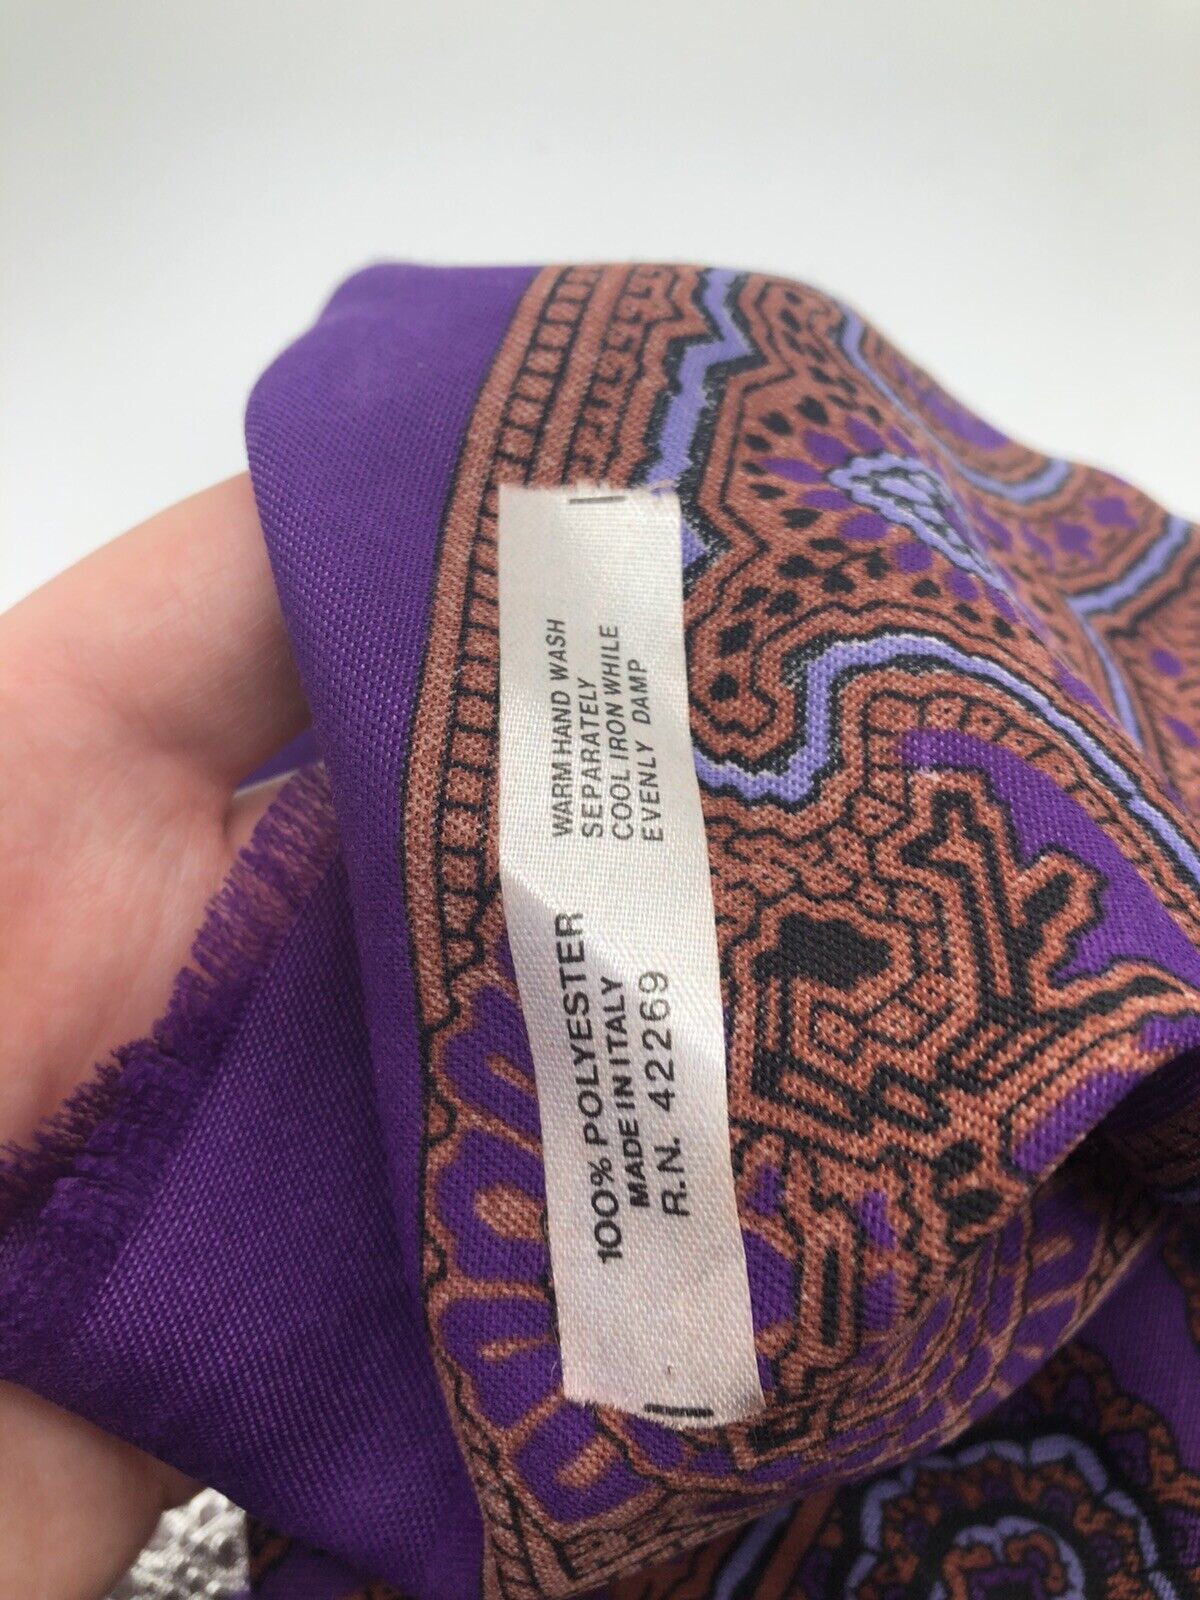 100% POLYESTER
MADE IN ITALY
R.N. 42269
WARM HAND WASH
SEPARATELY
COOL IRON WHILE
EVENLY DAMP